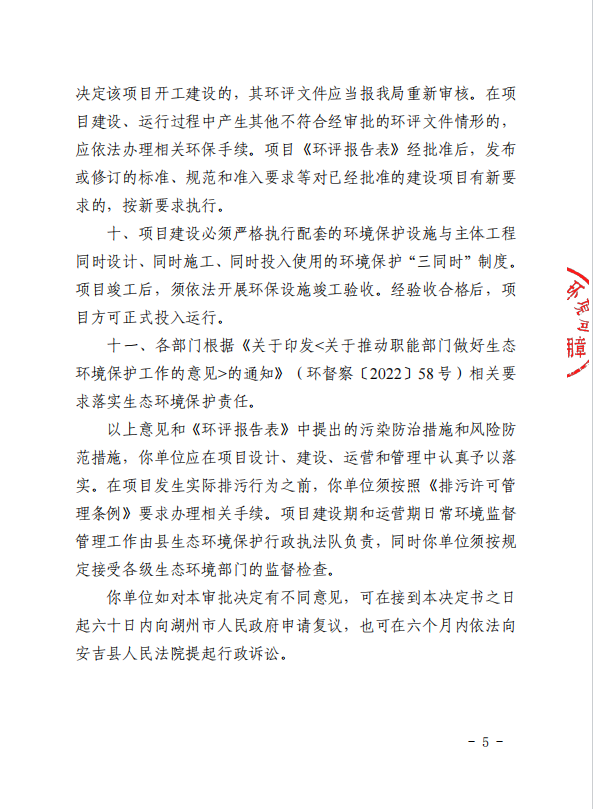 决定该项目开工建设的，其环评文件应当报我局重新审核。在项
目建设、运行过程中产生其他不符合经审批的环评文件情形的，
应依法办理相关环保手续。项目《环评报告表》经批准后，发布
或修订的标准、规范和准入要求等对已经批准的建设项目有新要
求的，按新要求执行。
十、项目建设必须严格执行配套的环境保护设施与主体工程
同时设计、同时施工、同时投入使用的环境保护“三同时”制度。
项目竣工后，须依法开展环保设施竣工验收。经验收合格后，项
目方可正式投入运行。
十一、各部门根据《关于印发<关于推动职能部门做好生态
环境保护工作的意见>的通知》（环督察〔2022〕58号）相关要
求落实生态环境保护责任。
以上意见和《环评报告表》中提出的污染防治措施和风险防
范措施，你单位应在项目设计、建设、运营和管理中认真予以落
实。在项目发生实际排污行为之前，你单位须按照《排污许可管
理条例》要求办理相关手续。项目建设期和运营期日常环境监督
管理工作由县生态环境保护行政执法队负责，同时你单位须按规
定接受各级生态环境部门的监督检查。
你单位如对本审批决定有不同意见，可在接到本决定书之日
起六十日内向湖州市人民政府申请复议，也可在六个月内依法向
安吉县人民法院提起行政诉讼。
- 5 -